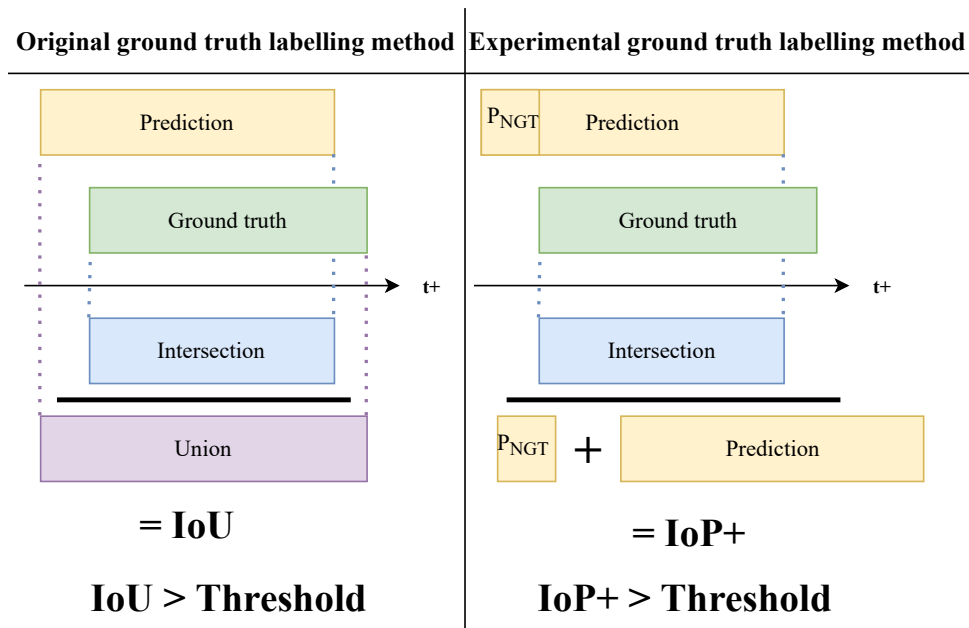 Original ground truth labelling method
Prediction
Ground truth
t+
Intersection
Union
= IoU
IoU > Threshold
Experimental ground truth labelling method
P_NGT Prediction
Ground truth
t+
Intersection
P_NGT + Prediction
= IoP+
IoP+ > Threshold